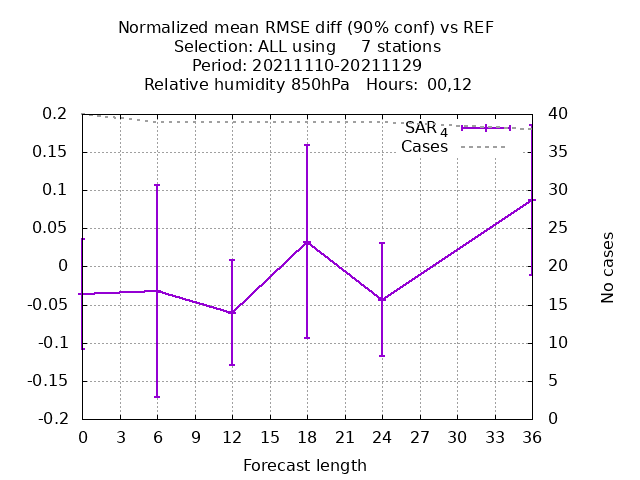 Normalized mean RMSE diff (90% conf) vs REF
Selection: ALL using     7 stations
Period: 20211110-20211129
Relative humidity 850hPa   Hours: 00,12
0.2
0.15
0.1
0.05
0
-0.05
-0.1
-0.15
-0.2
SAR4
Cases
40
35
30
25
20
15
10
5
0
No cases
0 3 6 9 12 15 18 21 24 27 30 33 36
Forecast length